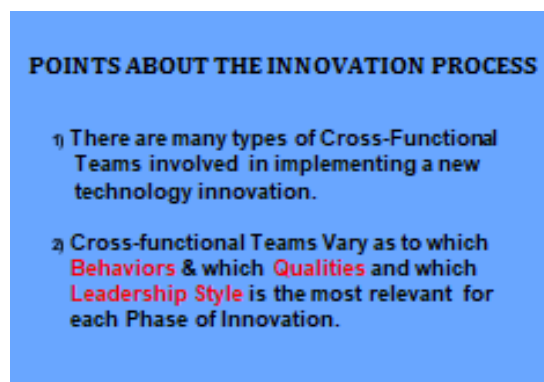 POINTS ABOUT THE INNOVATION PROCESS
1) There are many types of Cross-Functional
Teams involved in implementing a new
technology innovation.
2) Cross-functional Teams Vary as to which
Behaviors & which Qualities and which
Leadership Style is the most relevant for
each Phase of Innovation.